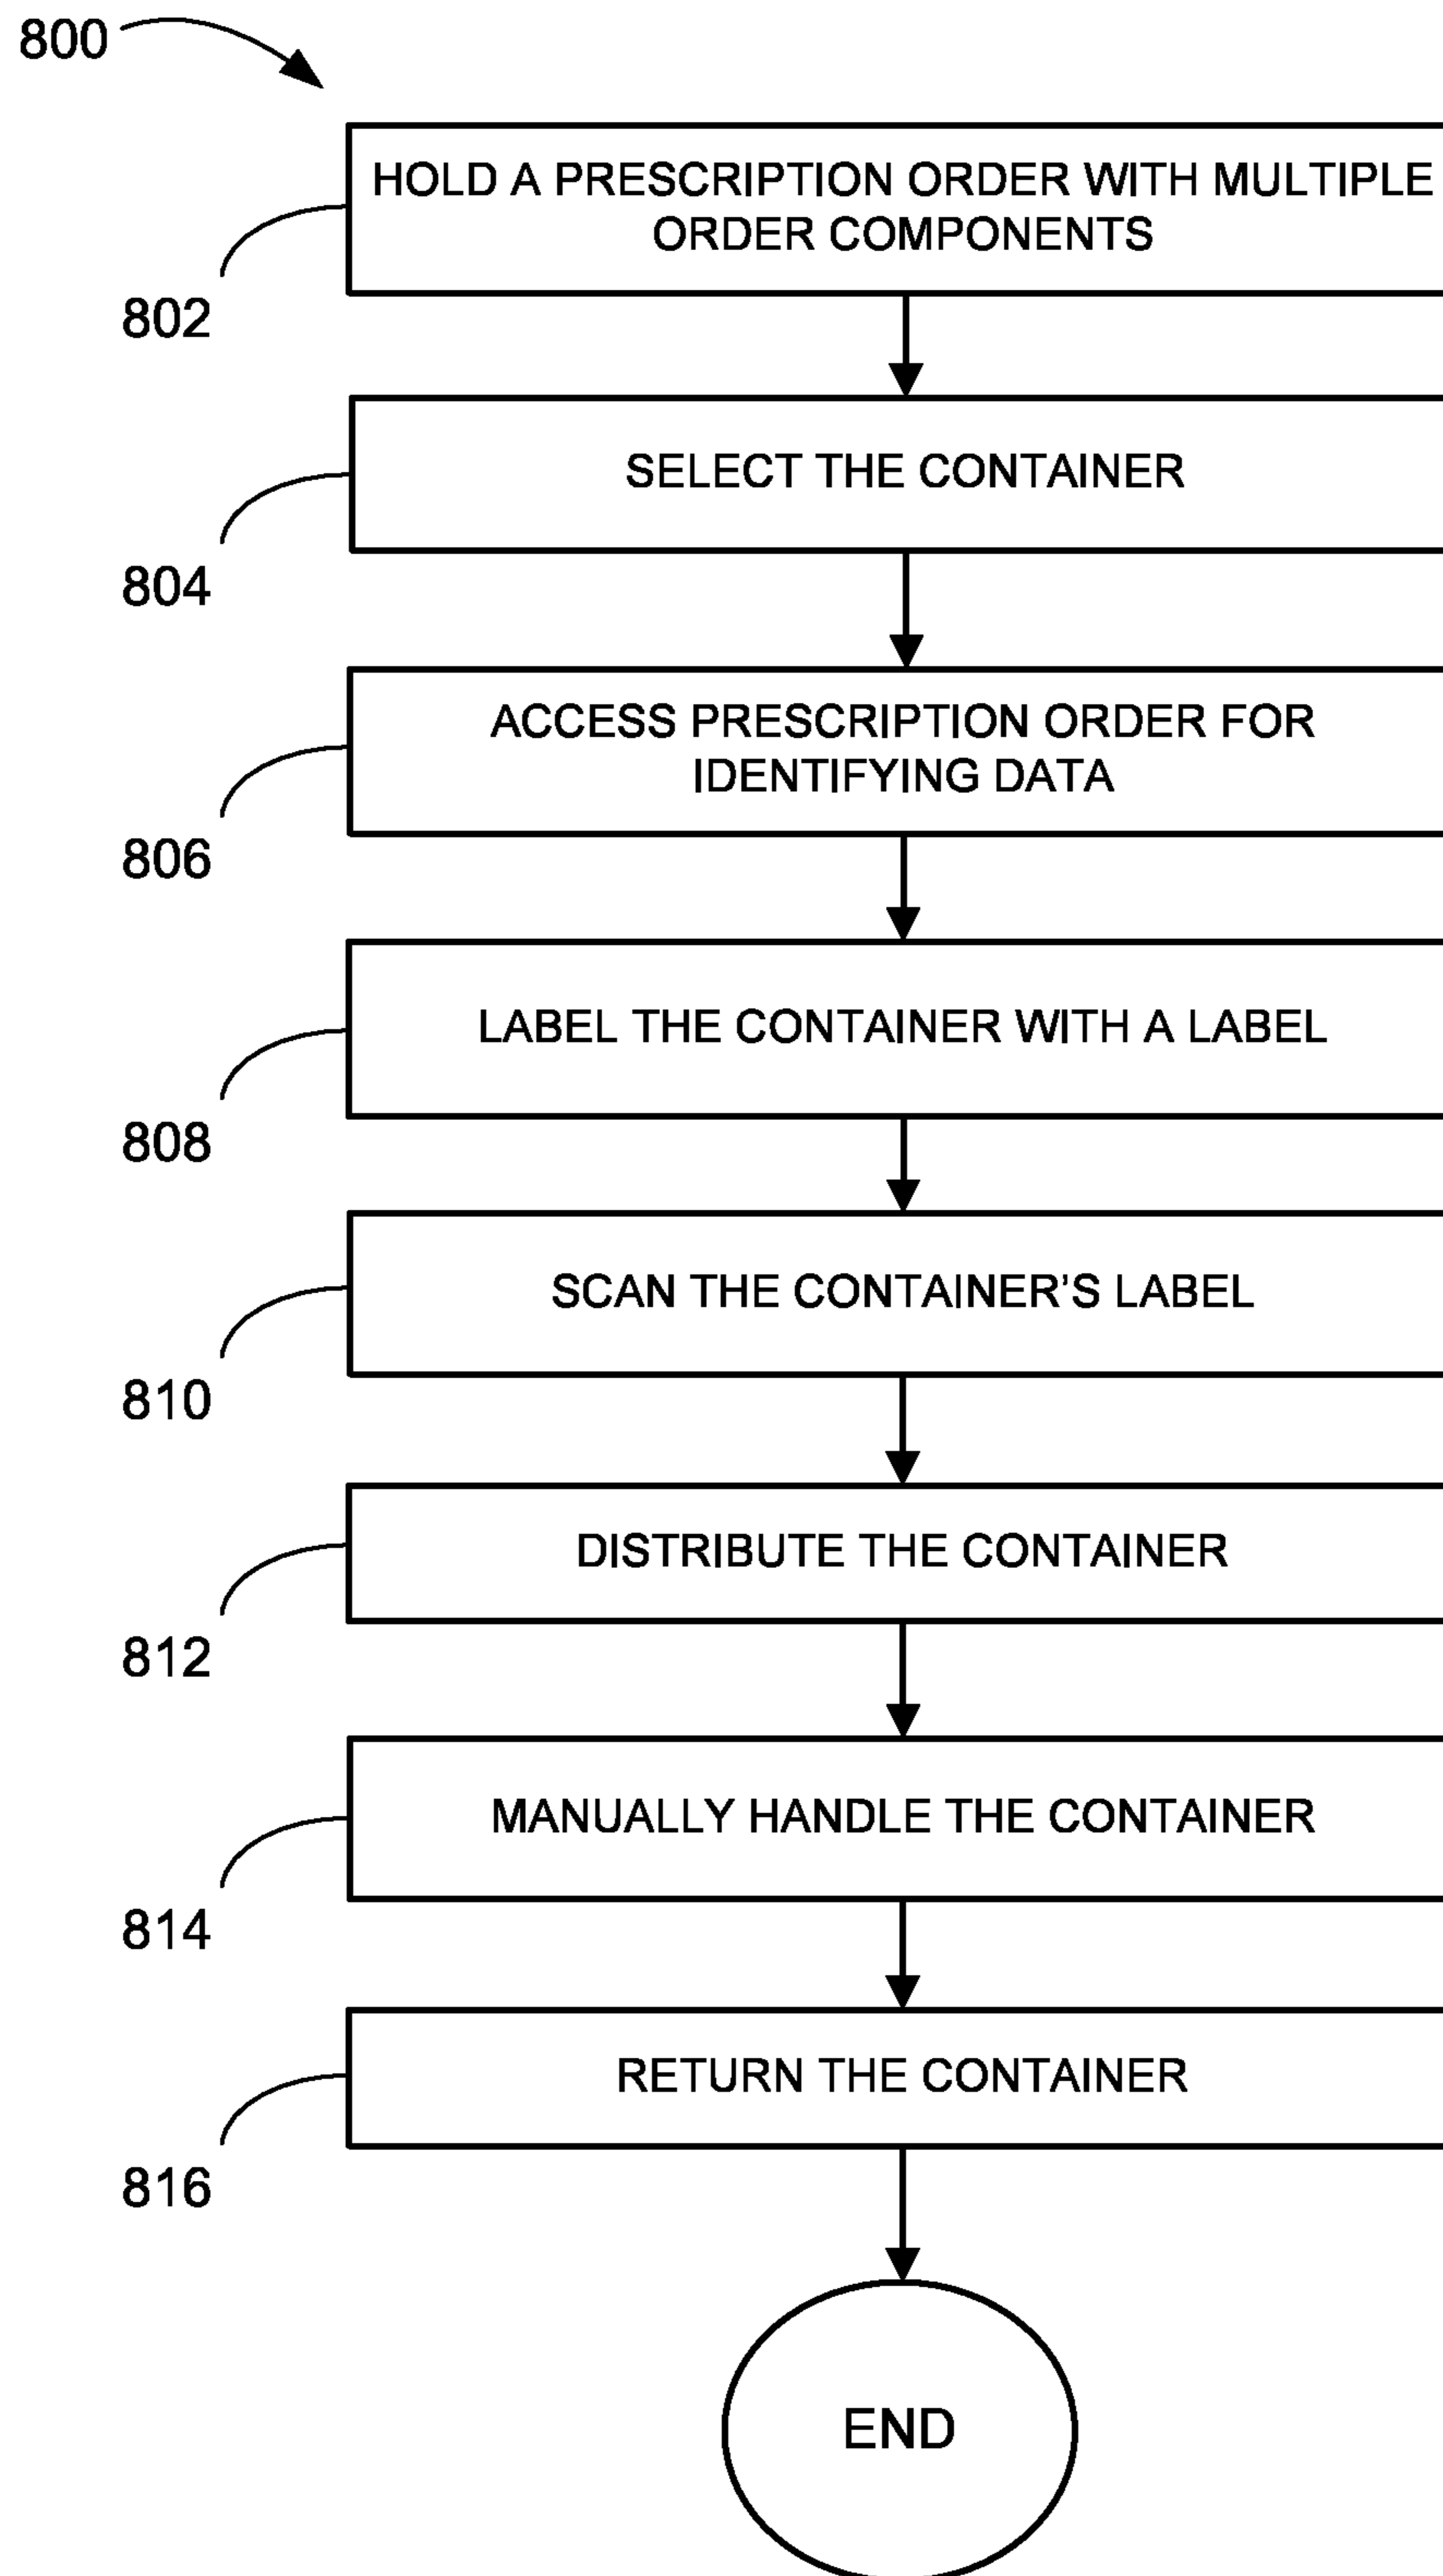 800
HOLD A PRESCRIPTION ORDER WITH MULTIPLE
ORDER COMPONENTS
802
SELECT THE CONTAINER
804
ACCESS PRESCRIPTION ORDER FOR
IDENTIFYING DATA
806
LABEL THE CONTAINER WITH A LABEL
808
SCAN THE CONTAINER'S LABEL
810
DISTRIBUTE THE CONTAINER
812
MANUALLY HANDLE THE CONTAINER
814
RETURN THE CONTAINER
816
END